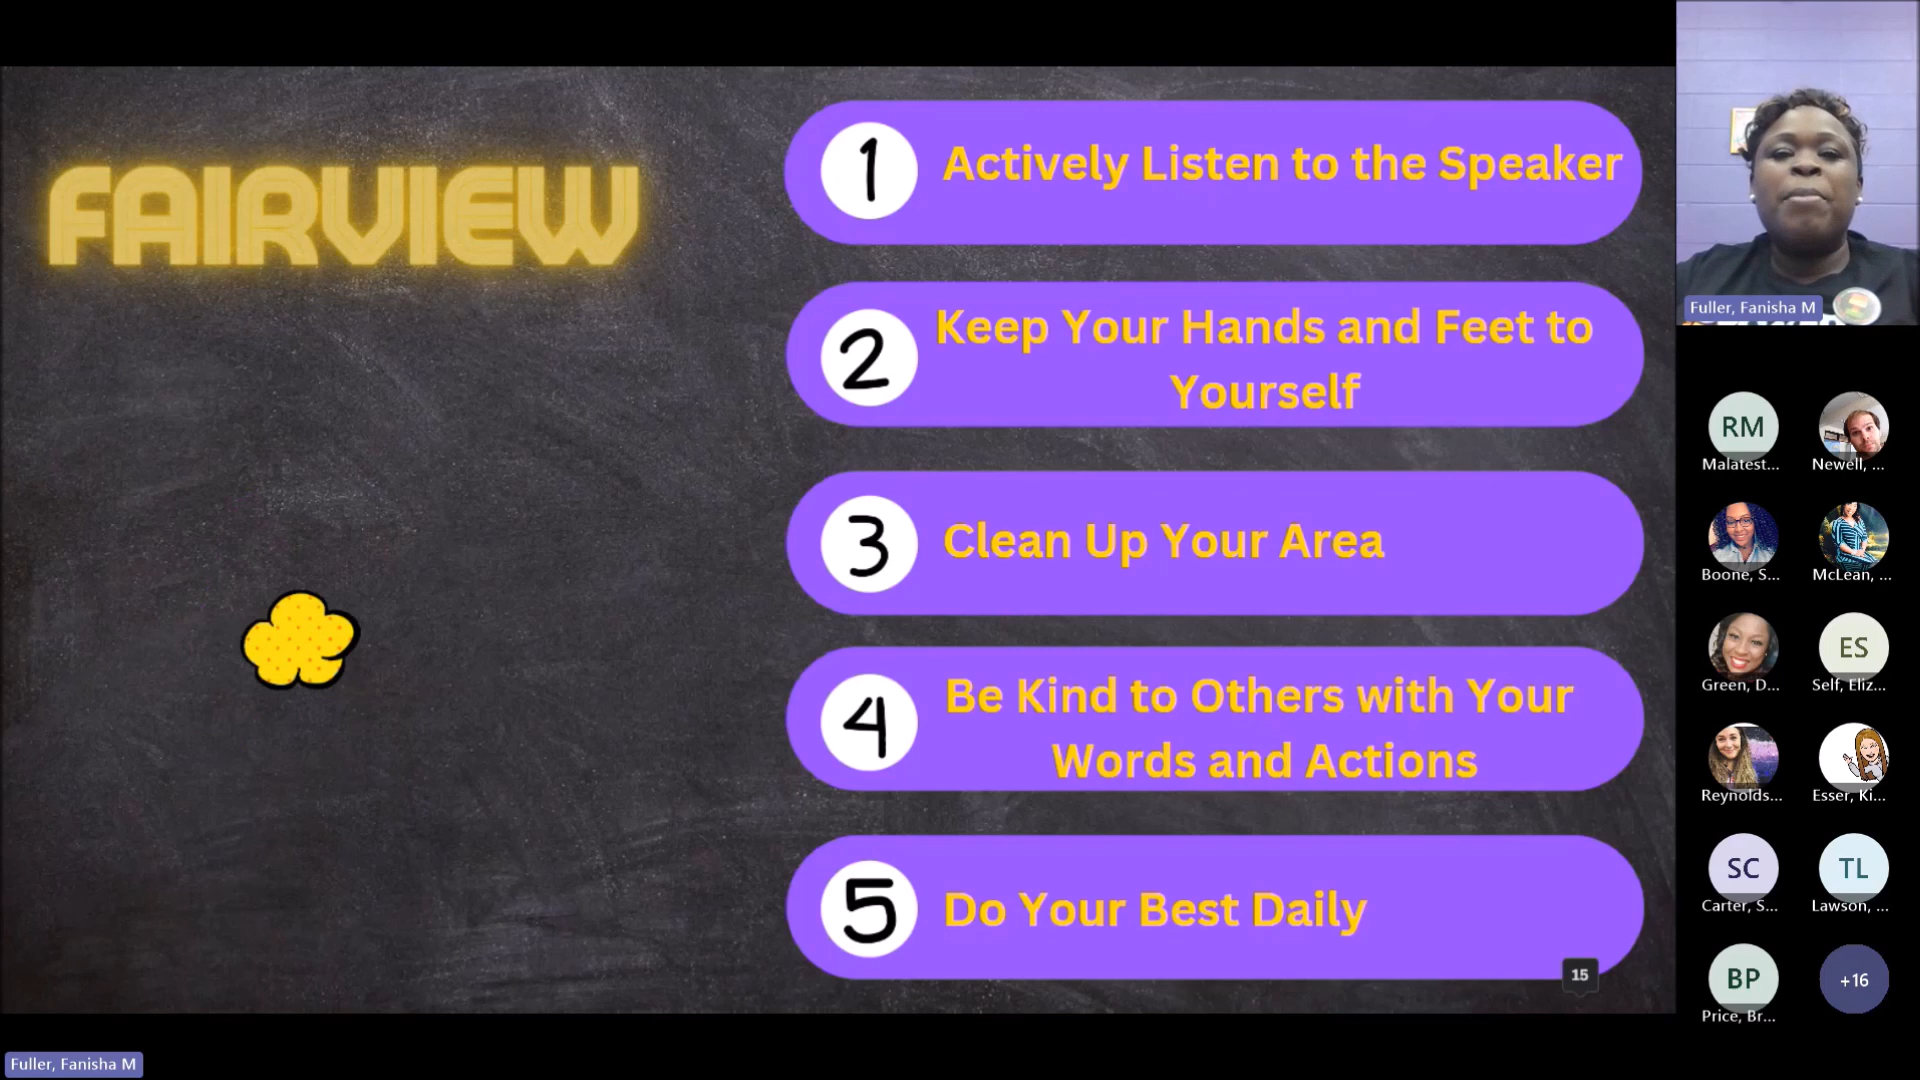 FAIRVIEW
1 Actively Listen to the Speaker
2 Keep Your Hands and Feet to
Yourself
3 Clean Up Your Area
4 Be Kind to Others with Your
Words and Actions
5 Do Your Best Daily
15
Fuller, Fanisha M
RM
Malatest...
Newell, ...
Boone, S...
McLean, ...
Green, D...
ES
Self, Eliz...
Reynolds...
Esser, Ki...
SC
Carter, S...
TL
Lawson, ...
BP
Price, Br...
+16
Fuller, Fanisha M